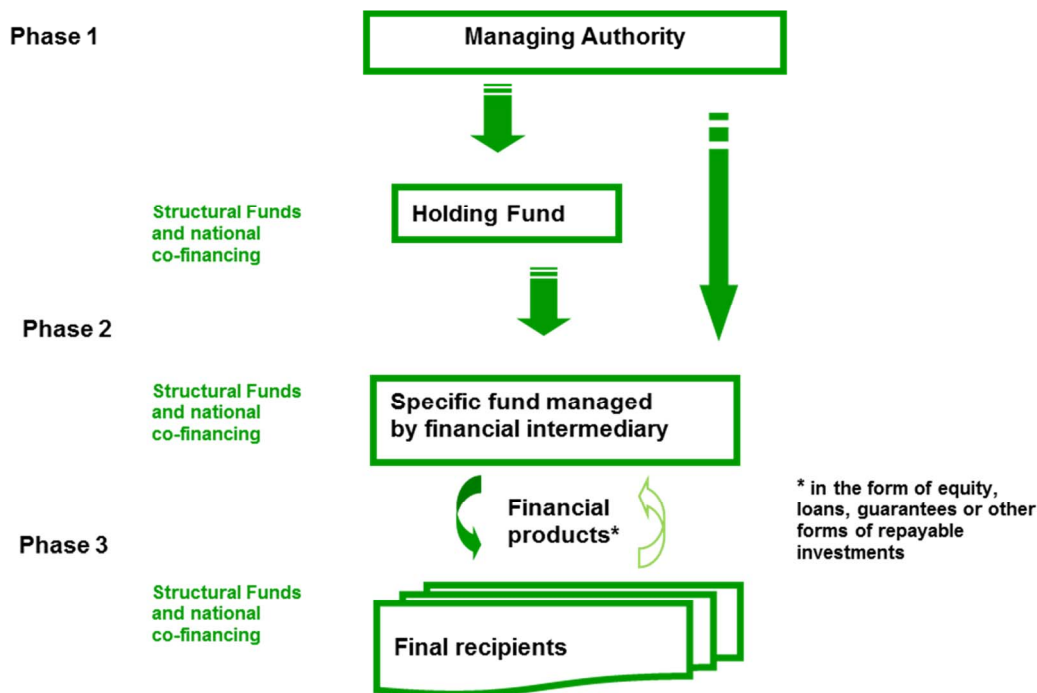 Phase 1
Managing Authority
Structural Funds
and national
co-financing
Holding Fund
Phase 2
Structural Funds
and national
co-financing
Specific fund managed
by financial intermediary
Financial
products*
* in the form of equity,
loans, guarantees or other
forms of repayable
investments
Phase 3
Structural Funds
and national
co-financing
Final recipients